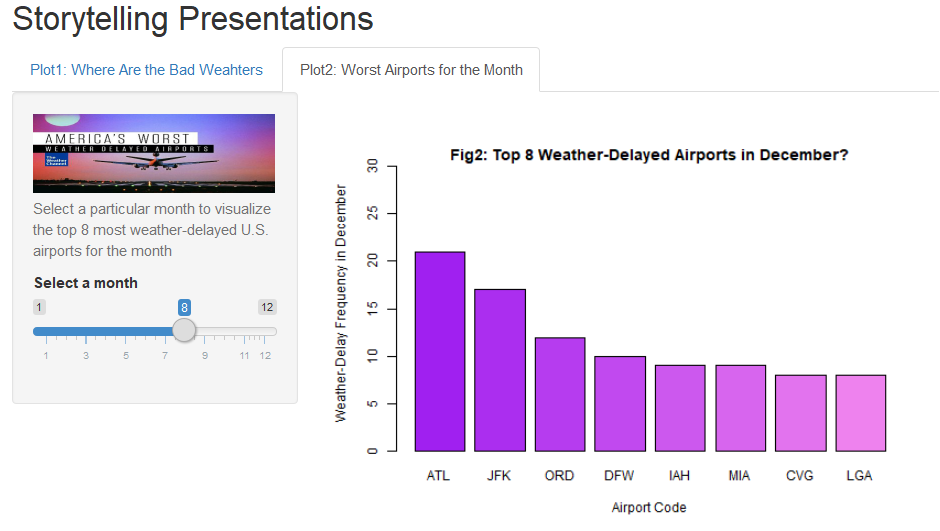 Storytelling Presentations
Plot1: Where Are the Bad Weahters
Plot2: Worst Airports for the Month
AMERICA'S WORST
WEATHER DELAYED AIRPORTS
The
Weather
Channel
Select a particular month to visualize
the top 8 most weather-delayed U.S.
airports for the month
Select a month
1 8 12
1 3 5 7 9 11 12
Fig2: Top 8 Weather-Delayed Airports in December?
Weather-Delay Frequency in December
30
25
20
15
10
5
0
ATL JFK ORD DFW IAH MIA CVG LGA
Airport Code